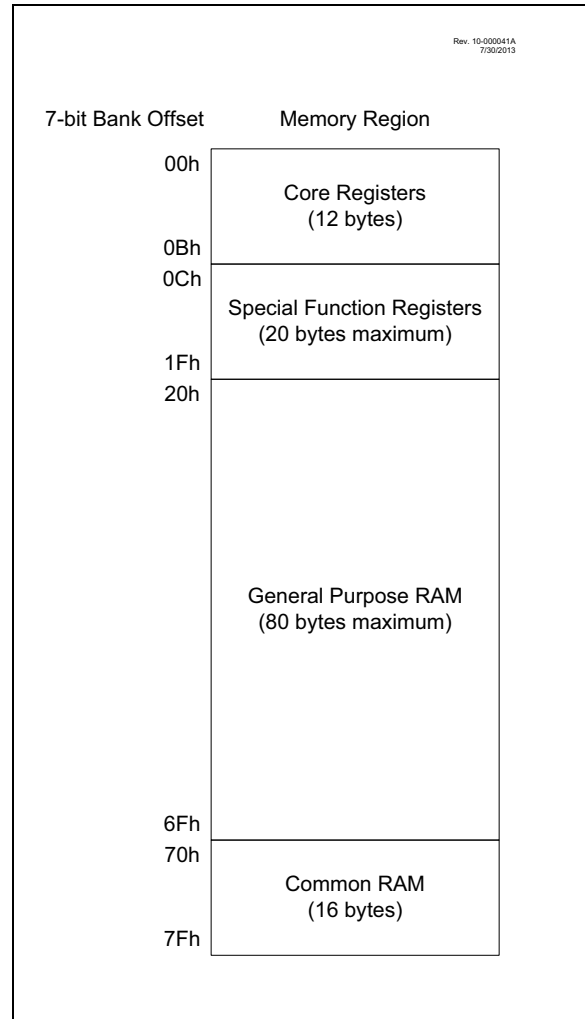 Rev. 10-000041A
7/30/2013
7-bit Bank Offset Memory Region
00h
Core Registers
(12 bytes)
0Bh
0Ch
Special Function Registers
(20 bytes maximum)
1Fh
20h
General Purpose RAM
(80 bytes maximum)
6Fh
70h
Common RAM
(16 bytes)
7Fh